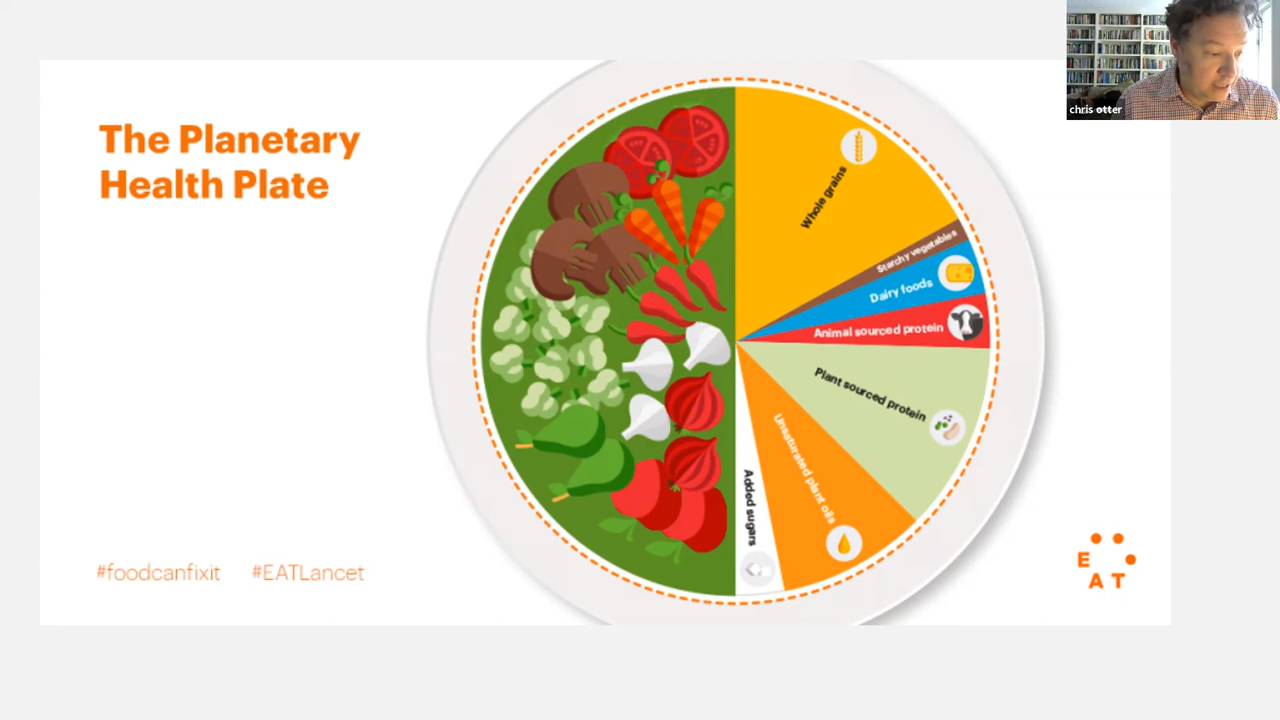 chris otter
The Planetary
Health Plate
Whole grains
Starchy vegetables
Dairy foods
Animal sourced protein
Plant sourced protein
Unsaturated plant oils
Added sugars
#foodcanfixit #EATLancet
E
A T